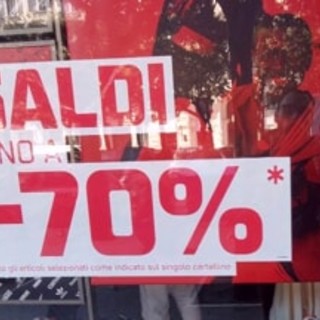 SALDI
NO A
-70%*
gli articoli selezionati come indicato sul singolo cartellino